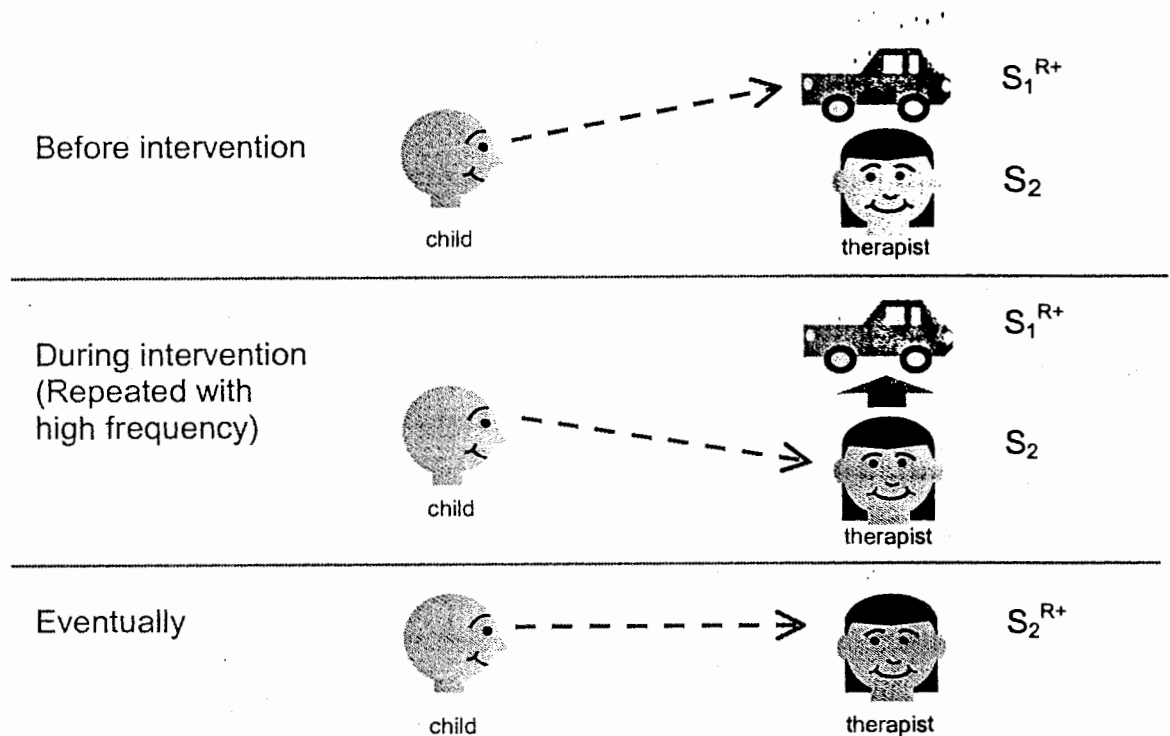 S₁ᴿ⁺
Before intervention
S₂
child
therapist
S₁ᴿ⁺
During intervention
(Repeated with
high frequency)
S₂
child
therapist
Eventually
S₂ᴿ⁺
child
therapist